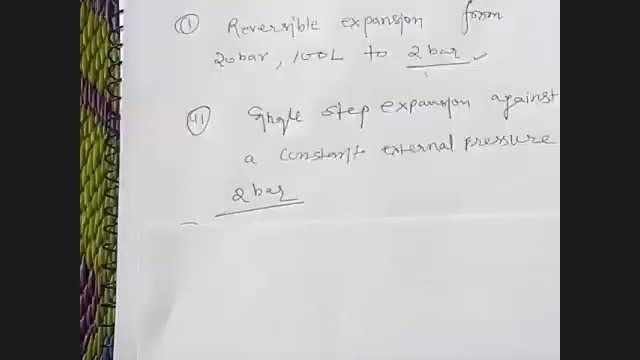 (i) Reversible expansion from
20bar, 100L to 2bar
(ii) Single step expansion against
a constant external pressure
2bar